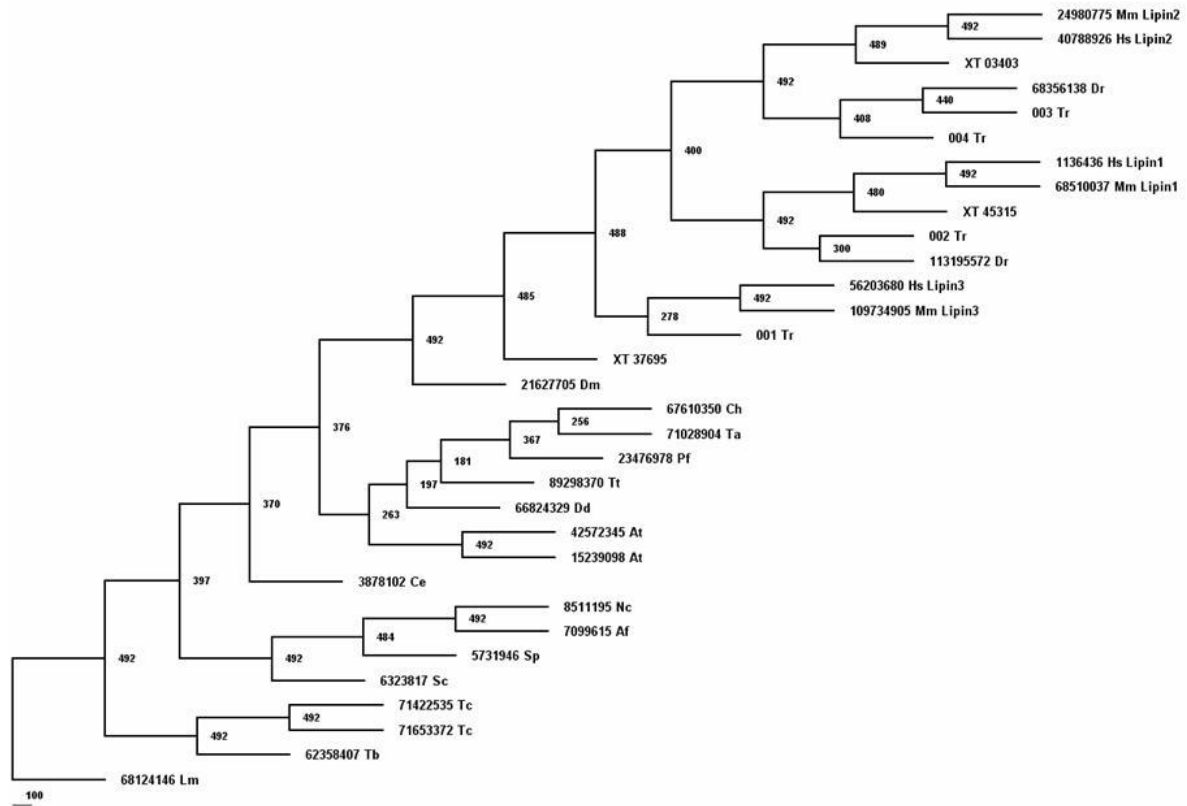 24980775 Mm Lipin2
492
40788926 Hs Lipin2
489
XT 03403
492
68356138 Dr
440
003 Tr
408
004 Tr
400
1136436 Hs Lipin1
492
68510037 Mm Lipin1
480
XT 45315
492
002 Tr
300
113195572 Dr
488
56203680 Hs Lipin3
492
109734905 Mm Lipin3
278
001 Tr
485
XT 37695
492
21627705 Dm
67610350 Ch
256
71028904 Ta
376
367
23476978 Pf
181
89298370 Tt
197
66824329 Dd
263
42572345 At
492
15239098 At
370
3878102 Ce
397
8511195 Nc
492
7099615 Af
484
5731946 Sp
492
6323817 Sc
492
71422535 Tc
492
71653372 Tc
492
62358407 Tb
68124146 Lm
100